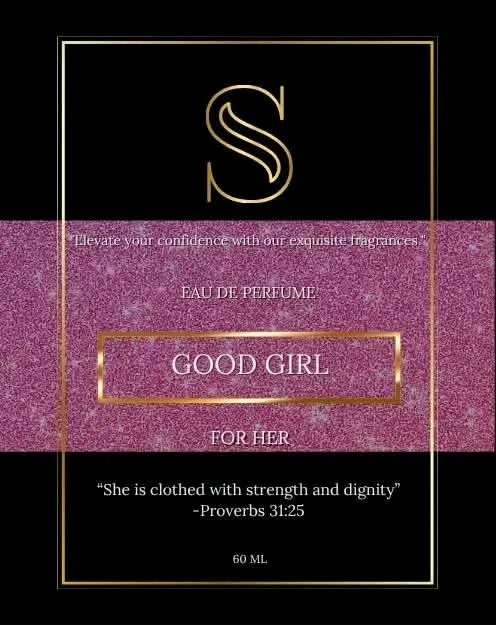 S
"Elevate your confidence with our exquisite fragrances."
EAU DE PERFUME
GOOD GIRL
FOR HER
“She is clothed with strength and dignity”
-Proverbs 31:25
60 ML